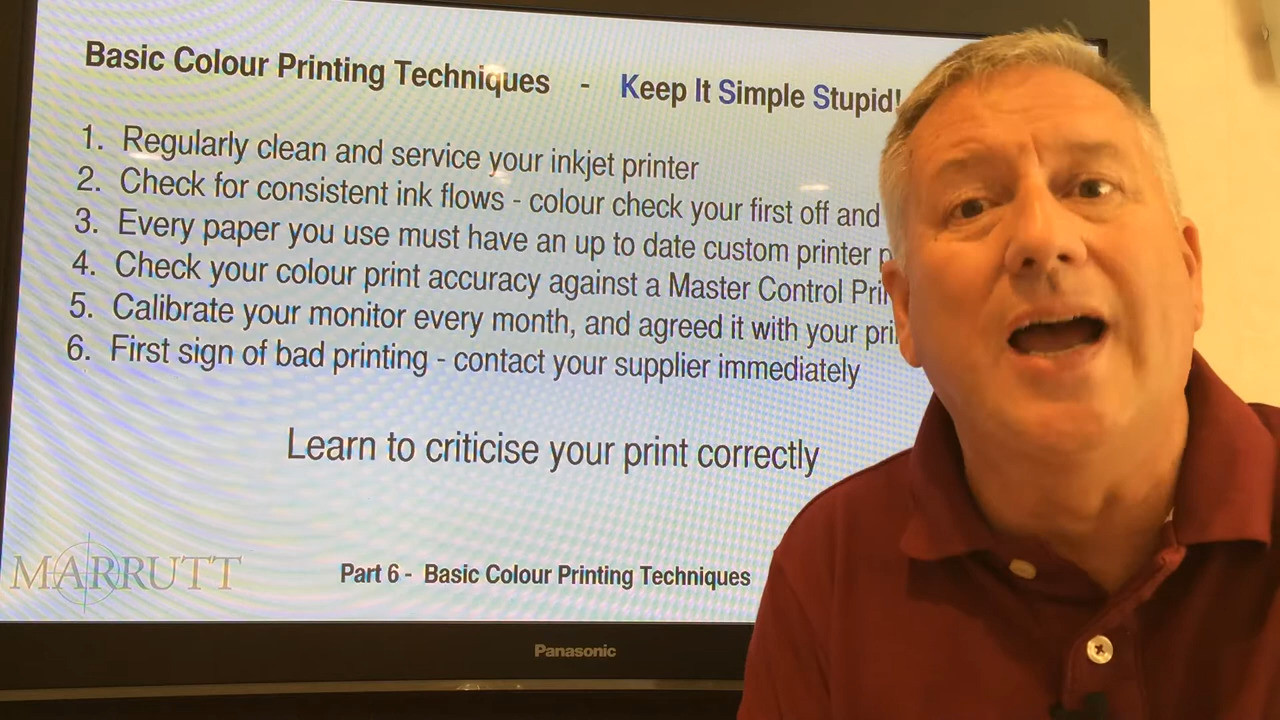 Basic Colour Printing Techniques - Keep It Simple Stupid!
1. Regularly clean and service your inkjet printer
2. Check for consistent ink flows - colour check your first off and
3. Every paper you use must have an up to date custom printer
4. Check your colour print accuracy against a Master Control
5. Calibrate your monitor every month, and agreed it with your
6. First sign of bad printing - contact your supplier immediately
Learn to criticise your print correctly
MARRUTT
Part 6 - Basic Colour Printing Techniques
Panasonic